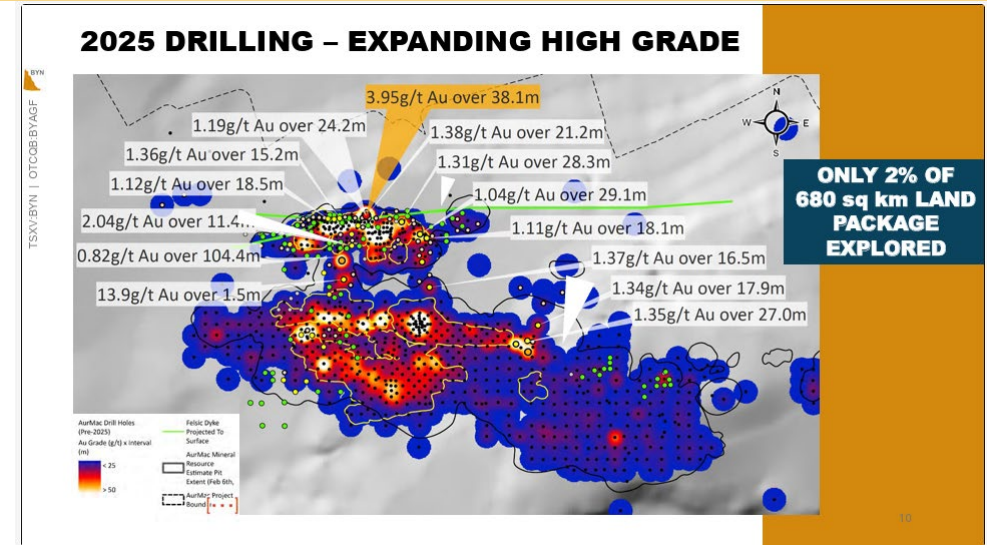 2025 DRILLING – EXPANDING HIGH GRADE
BYN
TSXV:BYN | OTCQB:BYAGF
3.95g/t Au over 38.1m
1.19g/t Au over 24.2m
1.38g/t Au over 21.2m
1.36g/t Au over 15.2m
1.31g/t Au over 28.3m
1.12g/t Au over 18.5m
1.04g/t Au over 29.1m
2.04g/t Au over 11.4...
1.11g/t Au over 18.1m
0.82g/t Au over 104.4m
1.37g/t Au over 16.5m
13.9g/t Au over 1.5m
1.34g/t Au over 17.9m
1.35g/t Au over 27.0m
N
W
E
S
ONLY 2% OF
680 sq km LAND
PACKAGE
EXPLORED
AurMac Drill Holes
(Pre-2025)
Au Grade (g/t) x Interval
(m)
< 25
> 50
Felsic Dyke
Projected To
Surface
AurMac Mineral
Resource
Estimate Pit
Extent (Feb 6th,
AurMac Project
10